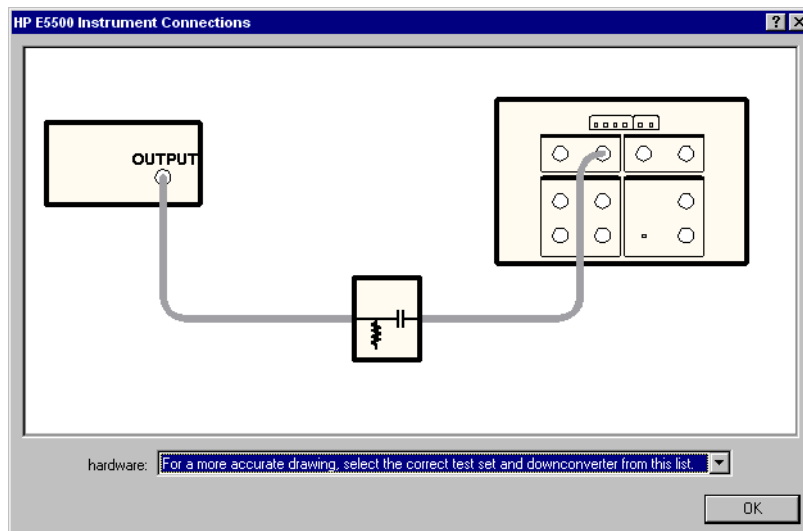 HP E5500 Instrument Connections
OUTPUT
hardware: For a more accurate drawing, select the correct test set and downconverter from this list.
OK